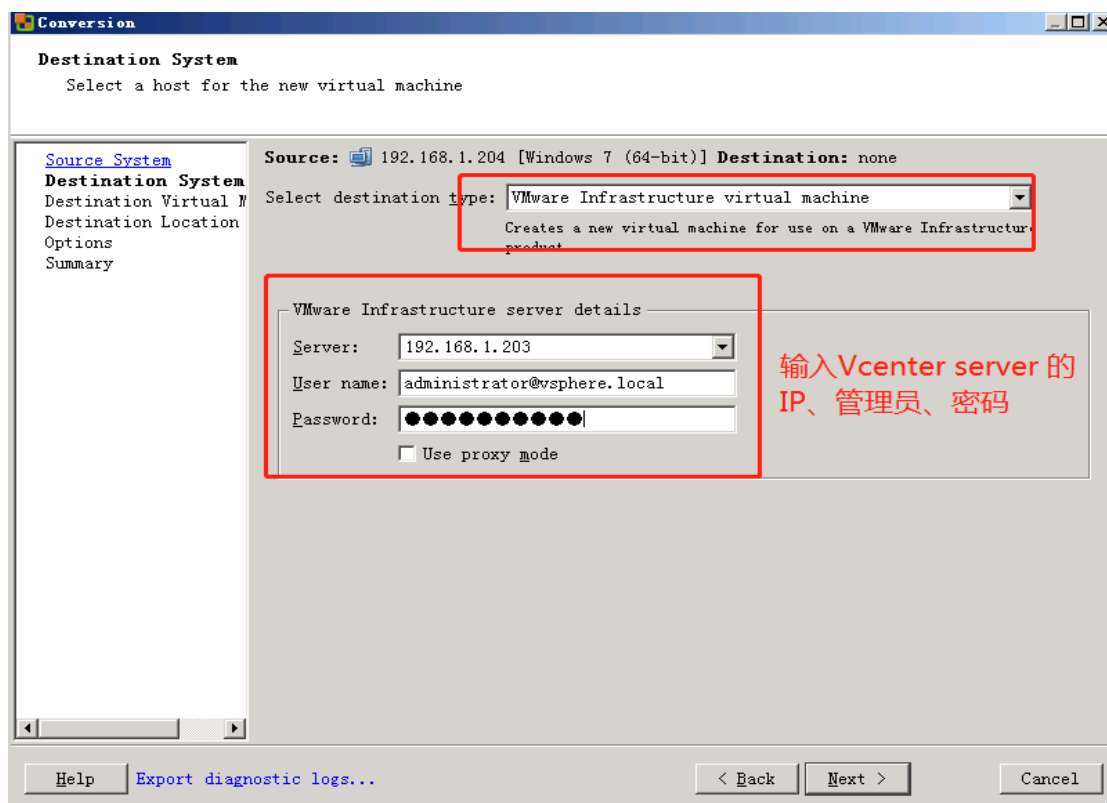 Conversion
Destination System
Select a host for the new virtual machine
Source System
Destination System
Destination Virtual M
Destination Location
Options
Summary
Source: 192.168.1.204 [Windows 7 (64-bit)] Destination: none
Select destination type: VMware Infrastructure virtual machine
Creates a new virtual machine for use on a VMware Infrastructure
product
VMware Infrastructure server details
Server: 192.168.1.203
User name: administrator@vsphere.local
Password: ●●●●●●●●●●
Use proxy mode
输入Vcenter server 的
IP、管理员、密码
Help Export diagnostic logs... < Back Next > Cancel